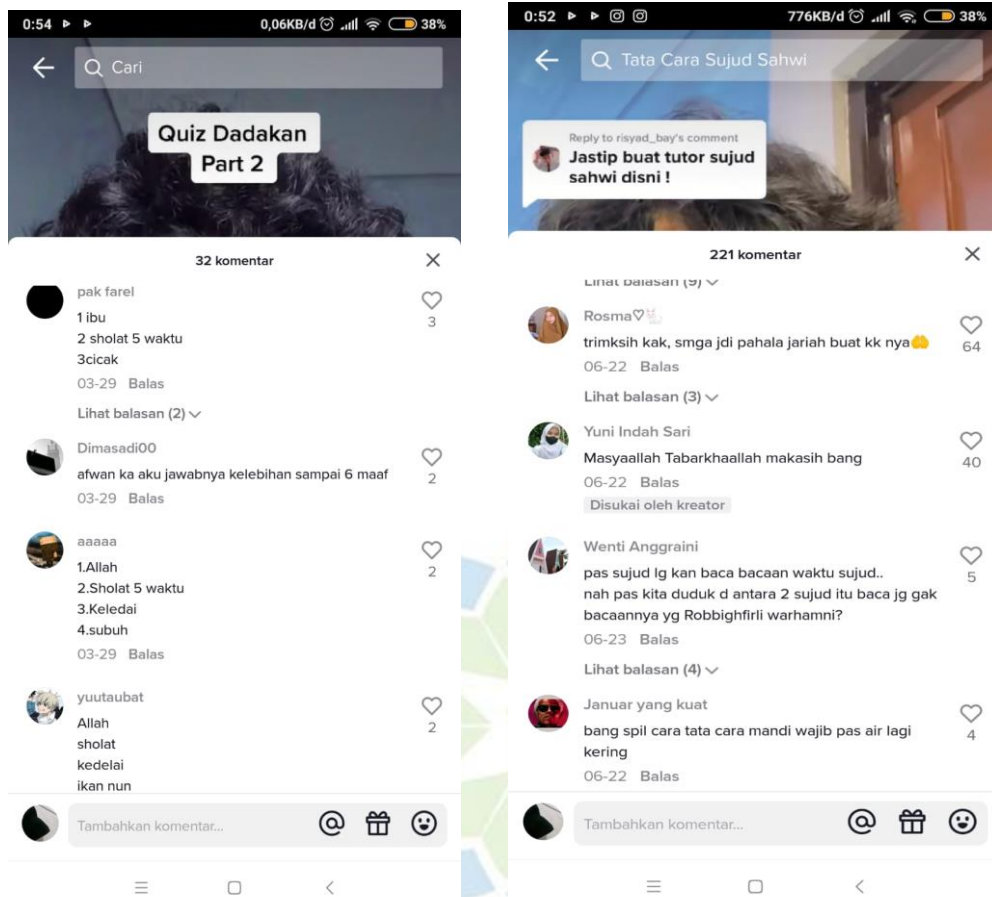 0:54
0,06KB/d
38%
Cari
Quiz Dadakan
Part 2
32 komentar
pak farel
1 ibu
2 sholat 5 waktu
3cicak
3
03-29 Balas
Lihat balasan (2)
Dimasadi00
afwan ka aku jawabnya kelebihan sampai 6 maaf
2
03-29 Balas
aaaaa
1.Allah
2.Sholat 5 waktu
3.Keledai
4.subuh
2
03-29 Balas
yuutaubat
Allah
sholat
kedelai
ikan nun
2
Tambahkan komentar...
0:52
776KB/d
38%
Tata Cara Sujud Sahwi
Reply to risyad_bay's comment
Jastip buat tutor sujud
sahwi disni !
221 komentar
Lihat balasan (9)
Rosma♡
trimksih kak, smga jdi pahala jariah buat kk nya🤲
64
06-22 Balas
Lihat balasan (3)
Yuni Indah Sari
Masyaallah Tabarkhaallah makasih bang
40
06-22 Balas
Disukai oleh kreator
Wenti Anggraini
pas sujud lg kan baca bacaan waktu sujud..
nah pas kita duduk d antara 2 sujud itu baca jg gak
bacaannya yg Robbighfirli warhamni?
5
06-23 Balas
Lihat balasan (4)
Januar yang kuat
bang spil cara tata cara mandi wajib pas air lagi
kering
4
06-22 Balas
Tambahkan komentar...